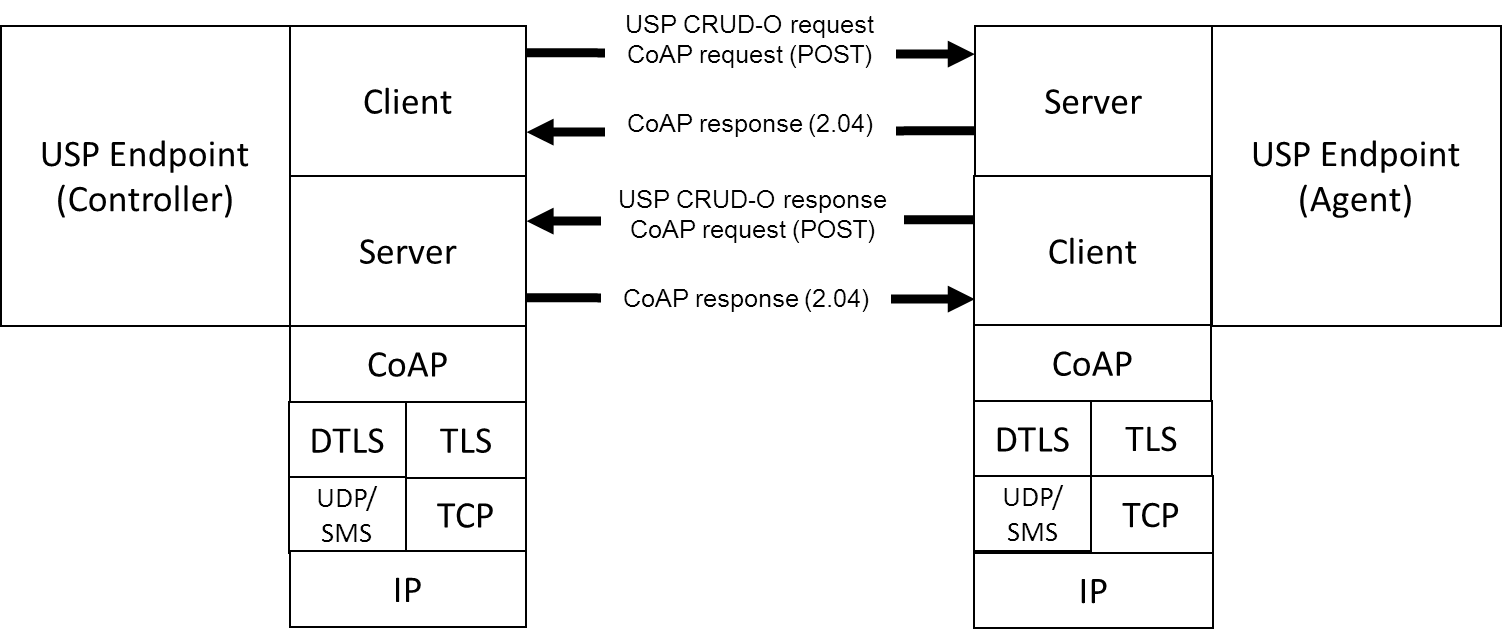 USP Endpoint
(Controller)
Client
Server
CoAP
DTLS
TLS
UDP/
SMS
TCP
IP
USP CRUD-O request
CoAP request (POST)
CoAP response (2.04)
USP CRUD-O response
CoAP request (POST)
CoAP response (2.04)
Server
Client
CoAP
DTLS
TLS
UDP/
SMS
TCP
IP
USP Endpoint
(Agent)